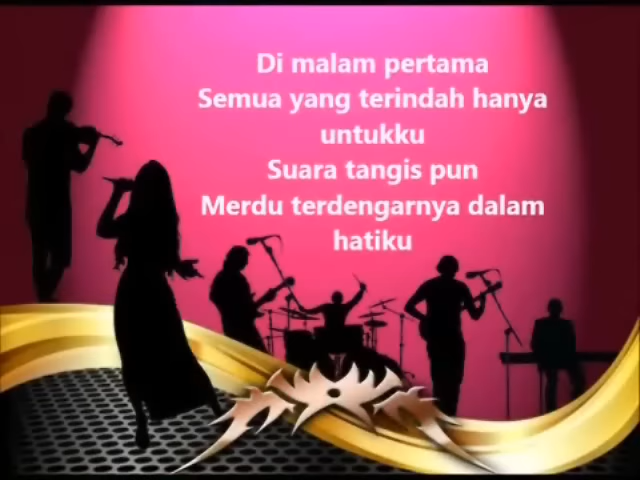 Di malam pertama
Semua yang terindah hanya
untukku
Suara tangis pun
Merdu terdengarnya dalam
hatiku